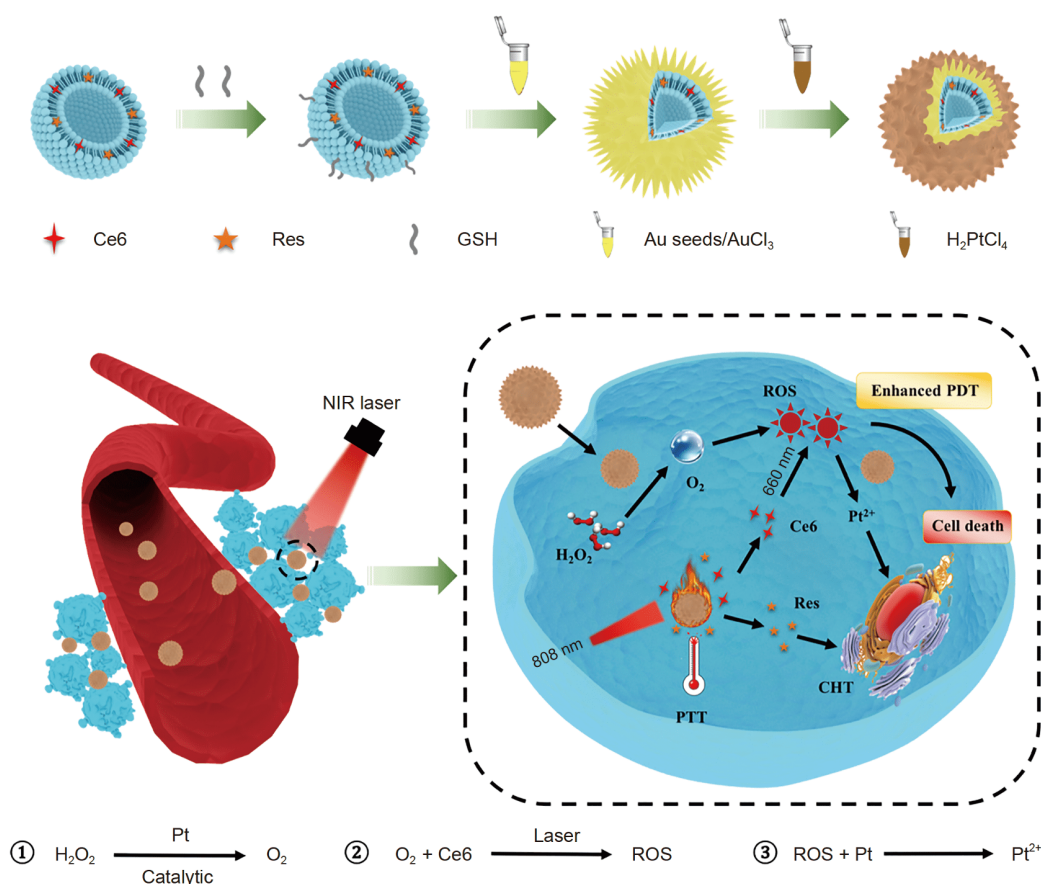 Ce6
Res
GSH
Au seeds/AuCl₃
H₂PtCl₄
NIR laser
Enhanced PDT
ROS
O₂
660 nm
Ce6
Pt²⁺
Cell death
H₂O₂
Res
808 nm
CHT
PTT
① H₂O₂ Pt Catalytic O₂
② O₂ + Ce6 Laser ROS
③ ROS + Pt Pt²⁺